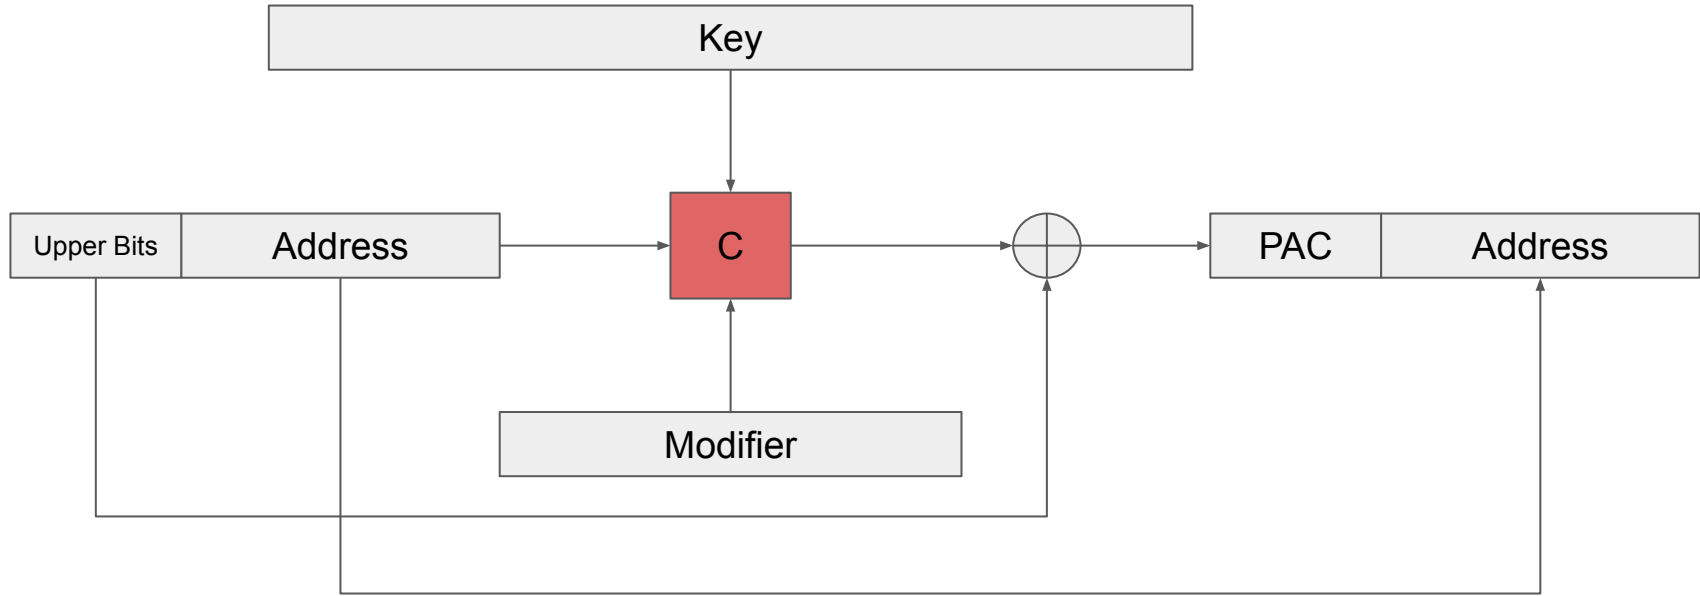 Key
Upper Bits
Address
C
PAC
Address
Modifier